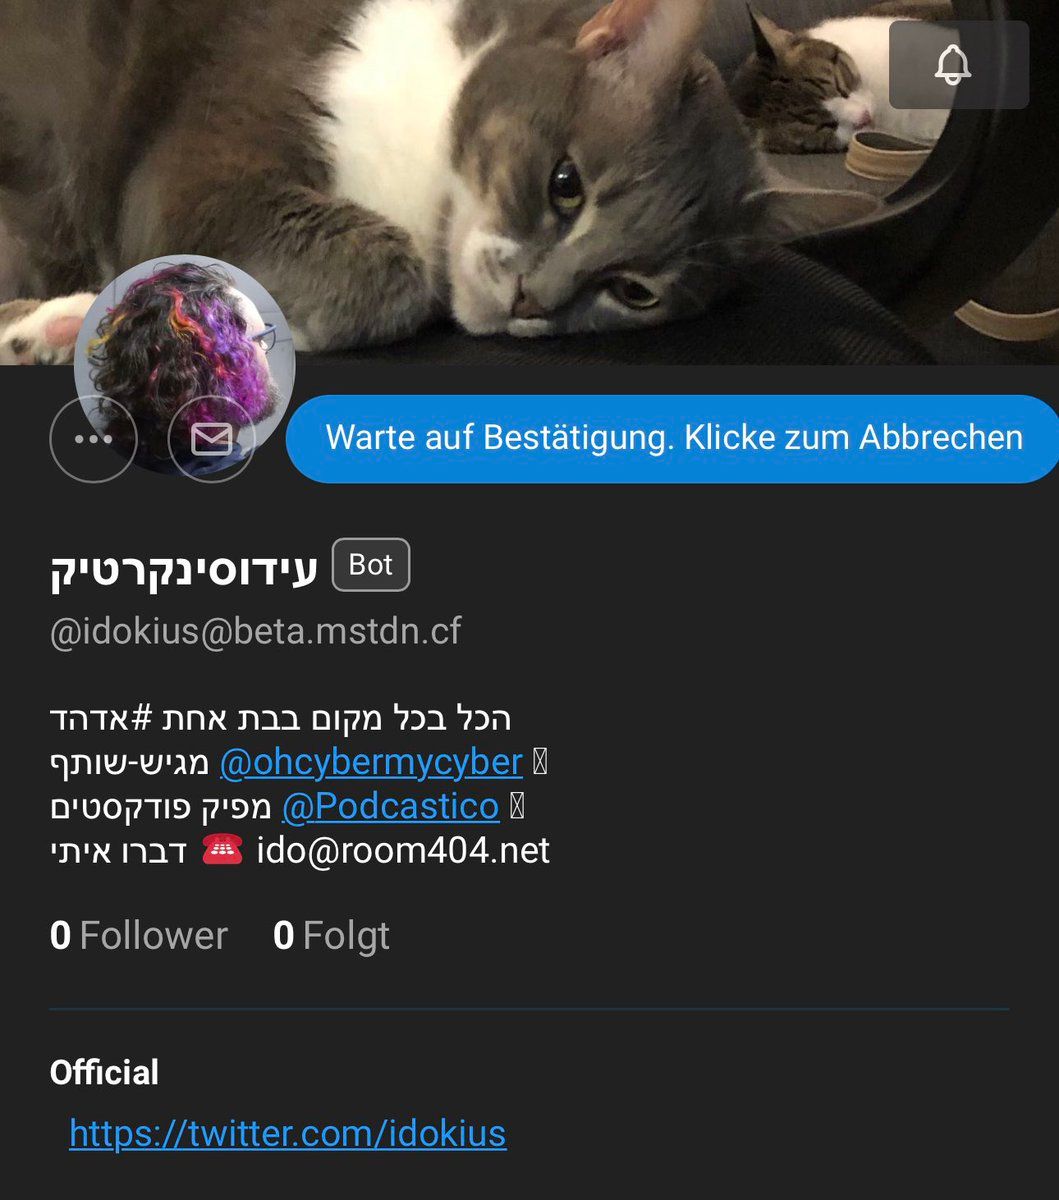 Warte auf Bestätigung. Klicke zum Abbrechen
עידוסינקרטיק Bot
@idokius@beta.mstdn.cf
הכל בכל מקום בבת אחת #אדהד
מגיש-שותף @ohcybermycyber
מפיק פודקסטים @Podcastico
דברו איתי ☎️ ido@room404.net
0 Follower 0 Folgt
Official
https://twitter.com/idokius